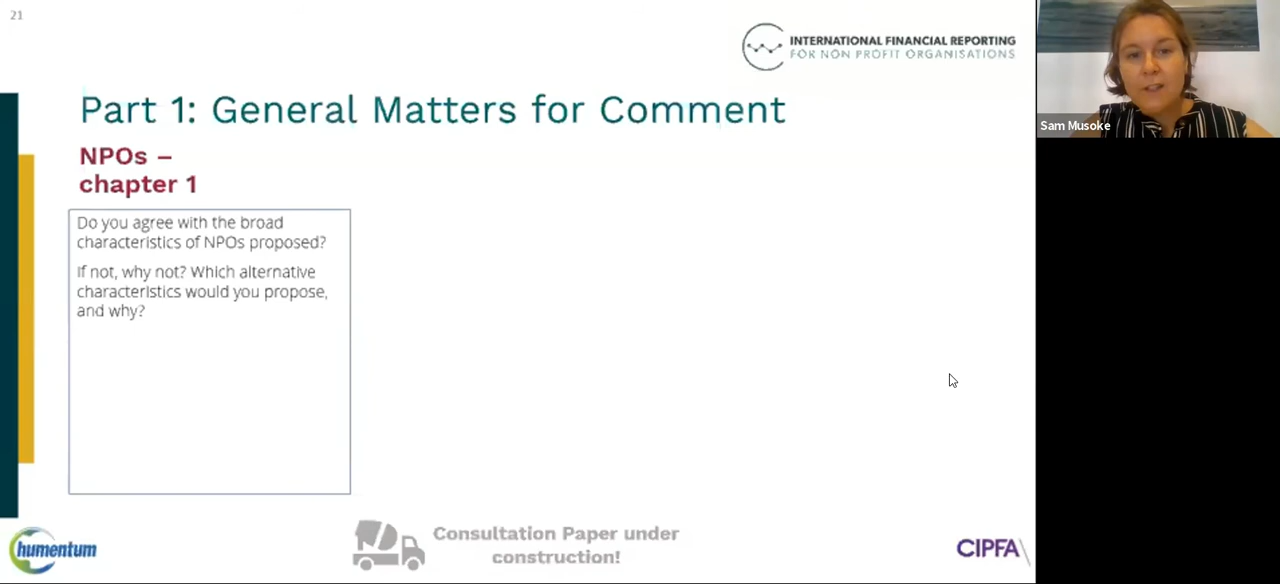 21
INTERNATIONAL FINANCIAL REPORTING
FOR NON PROFIT ORGANISATIONS
Sam Musoke
Part 1: General Matters for Comment
NPOs –
chapter 1
Do you agree with the broad
characteristics of NPOs proposed?
If not, why not? Which alternative
characteristics would you propose,
and why?
humentum
Consultation Paper under
construction!
CIPFA